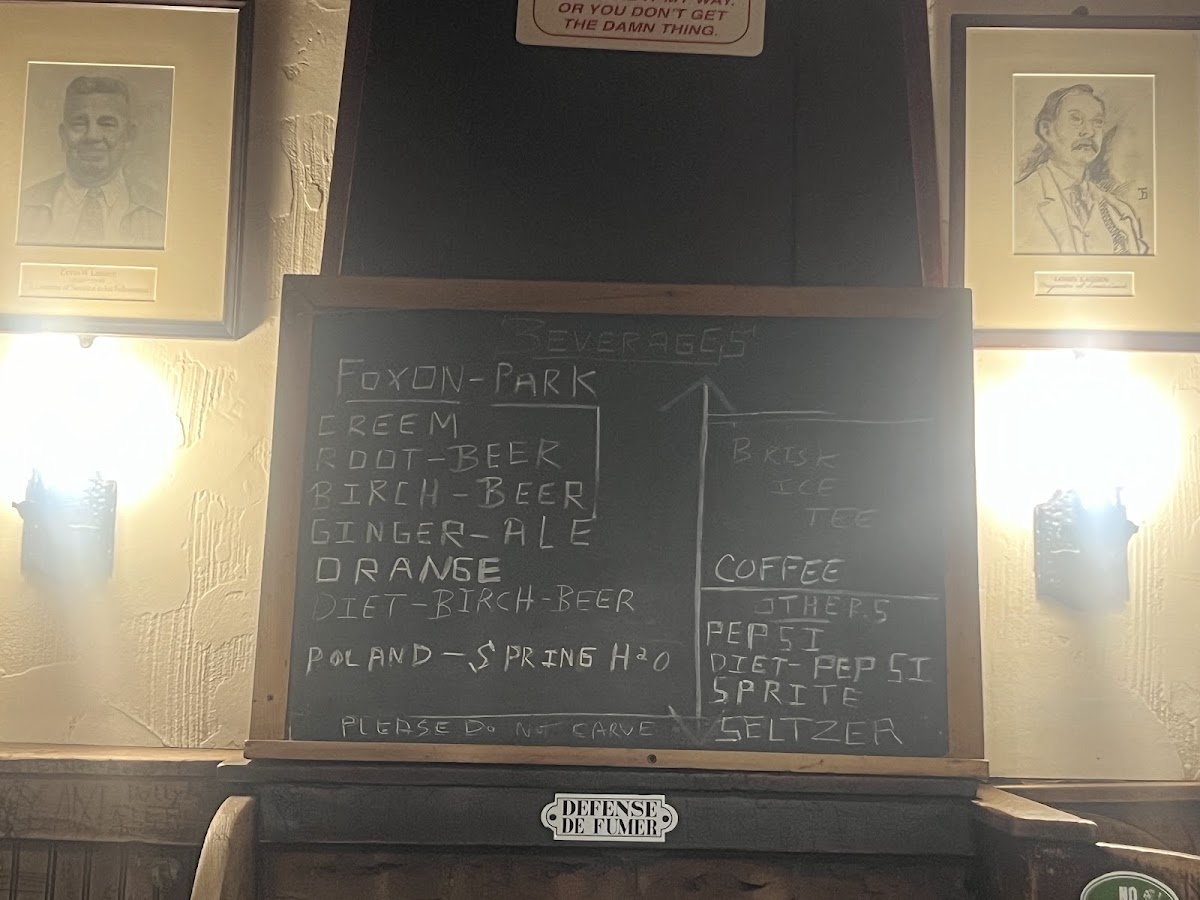 OR YOU DON'T GET
THE DAMN THING.
BEVERAGES
FOXON-PARK
CREEM
ROOT-BEER
BIRCH-BEER
GINGER-ALE
ORANGE
DIET-BIRCH-BEER
POLAND-SPRING H2O
PLEASE DO NOT CARVE
BRISK
ICE
TEE
COFFEE
OTHERS
PEPSI
DIET-PEPSI
SPRITE
SELTZER
DEFENSE
DE FUMER
NO